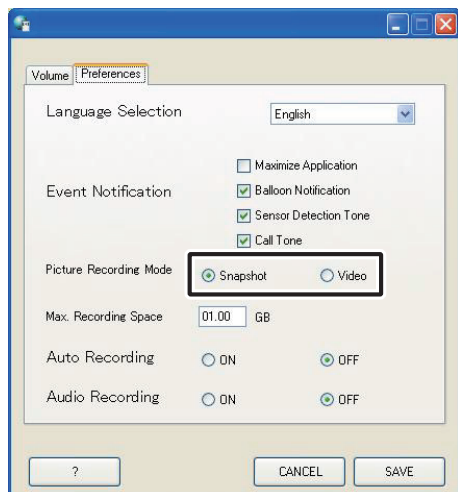 Volume Preferences
Language Selection English
Maximize Application
Event Notification Balloon Notification
Sensor Detection Tone
Call Tone
Picture Recording Mode Snapshot Video
Max. Recording Space 01.00 GB
Auto Recording ON OFF
Audio Recording ON OFF
? CANCEL SAVE